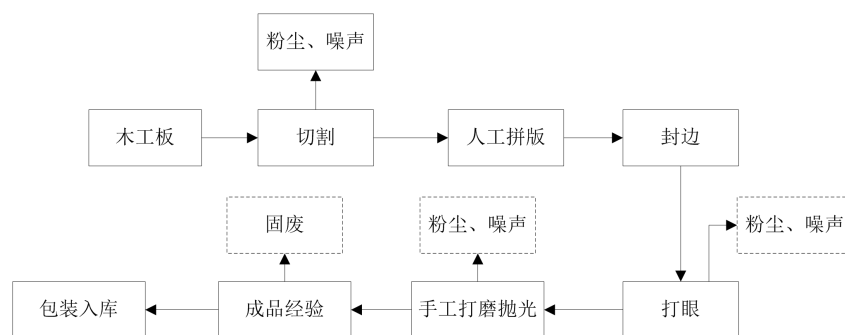 粉尘、噪声
木工板
切割
人工拼版
封边
固废
粉尘、噪声
粉尘、噪声
包装入库
成品经验
手工打磨抛光
打眼